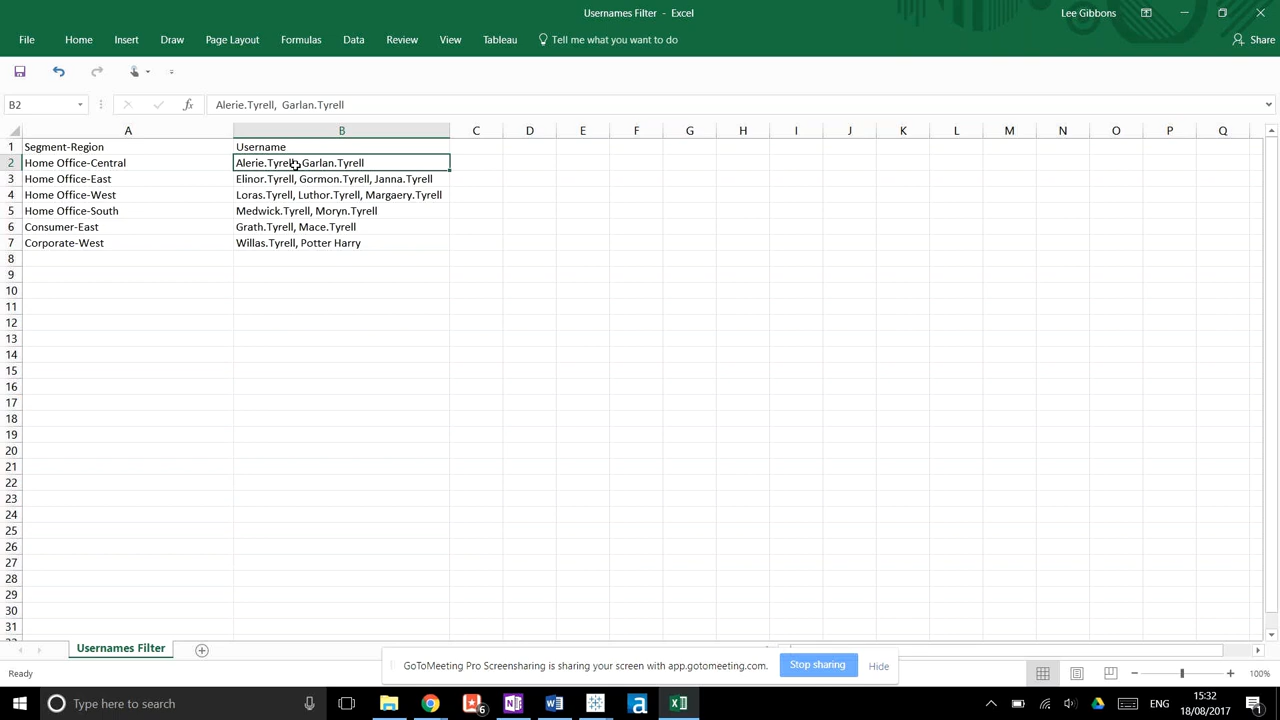 Usernames Filter - Excel
Lee Gibbons
File Home Insert Draw Page Layout Formulas Data Review View Tableau Tell me what you want to do Share
B2 fx Alerie.Tyrell, Garlan.Tyrell
A B C D E F G H I J K L M N O P Q
1 Segment-Region Username
2 Home Office-Central Alerie.Tyrell, Garlan.Tyrell
3 Home Office-East Elinor.Tyrell, Gormon.Tyrell, Janna.Tyrell
4 Home Office-West Loras.Tyrell, Luthor.Tyrell, Margaery.Tyrell
5 Home Office-South Medwick.Tyrell, Moryn.Tyrell
6 Consumer-East Grath.Tyrell, Mace.Tyrell
7 Corporate-West Willas.Tyrell, Potter Harry
8
9
10
11
12
13
14
15
16
17
18
19
20
21
22
23
24
25
26
27
28
29
30
31
Usernames Filter
GoToMeeting Pro Screensharing is sharing your screen with app.gotomeeting.com. Stop sharing Hide
Ready 100%
Type here to search
ENG
15:32
18/08/2017